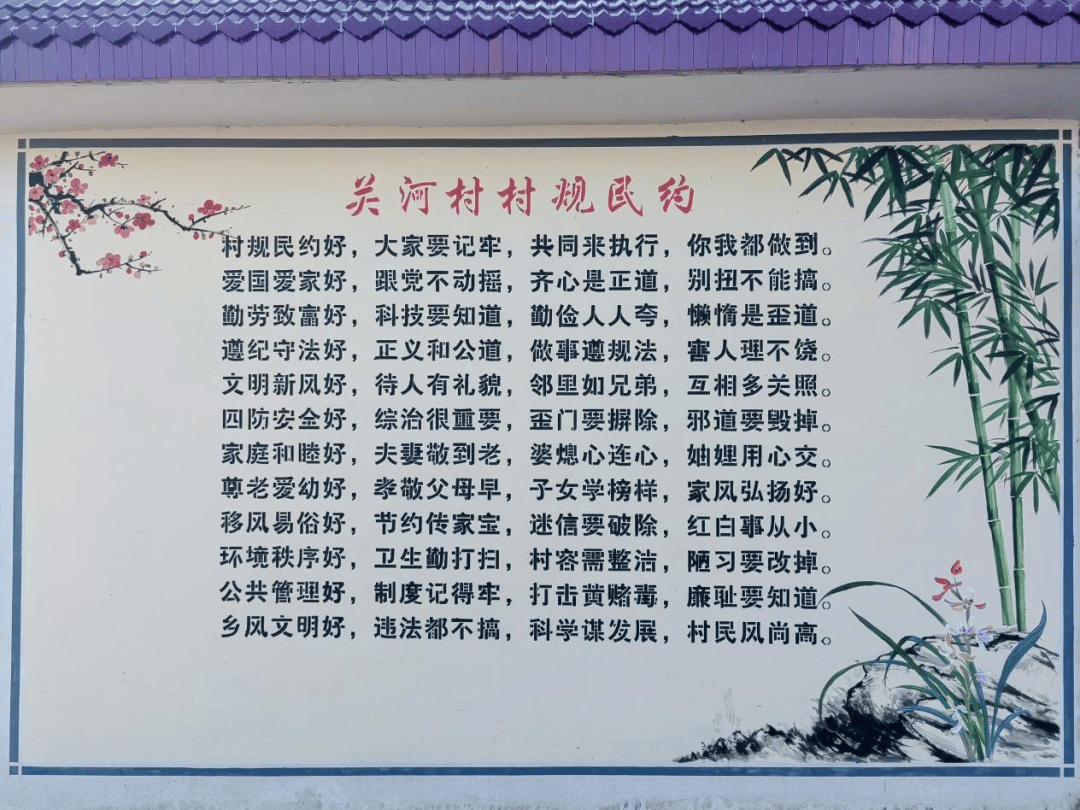 关河村村规民约
村规民约好，大家要记牢，共同来执行，你我都做到。
爱国爱家好，跟党不动摇，齐心是正道，别扭不能搞。
勤劳致富好，科技要知道，勤俭人人夸，懒惰是歪道。
遵纪守法好，正义和公道，做事遵规法，害人理不饶。
文明新风好，待人有礼貌，邻里如兄弟，互相多关照。
四防安全好，综治很重要，歪门要摒除，邪道要毁掉。
家庭和睦好，夫妻敬到老，婆媳心连心，妯娌用心交。
尊老爱幼好，孝敬父母早，子女学榜样，家风弘扬好。
移风易俗好，节约传家宝，迷信要破除，红白事从小。
环境秩序好，卫生勤打扫，村容需整洁，陋习要改掉。
公共管理好，制度记得牢，打击黄赌毒，廉耻要知道。
乡风文明好，违法都不搞，科学谋发展，村民风尚高。